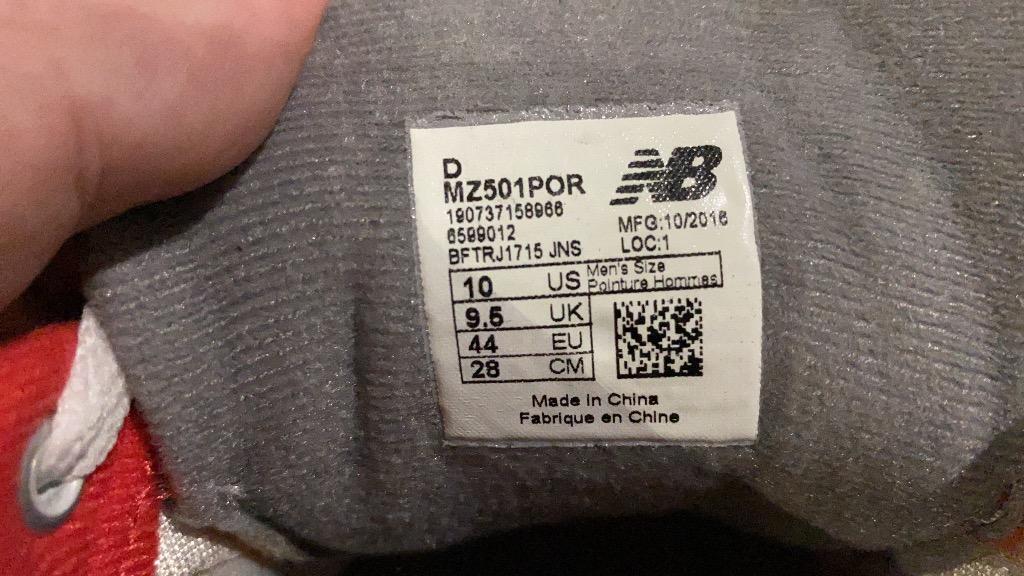 D
MZ501POR
190737158966
6599012
BFTRJ1715 JNS
NB
MFG:10/2016
LOC:1
10 US Men's Size
Pointure Hommes
9.5 UK
44 EU
28 CM
Made In China
Fabrique en Chine